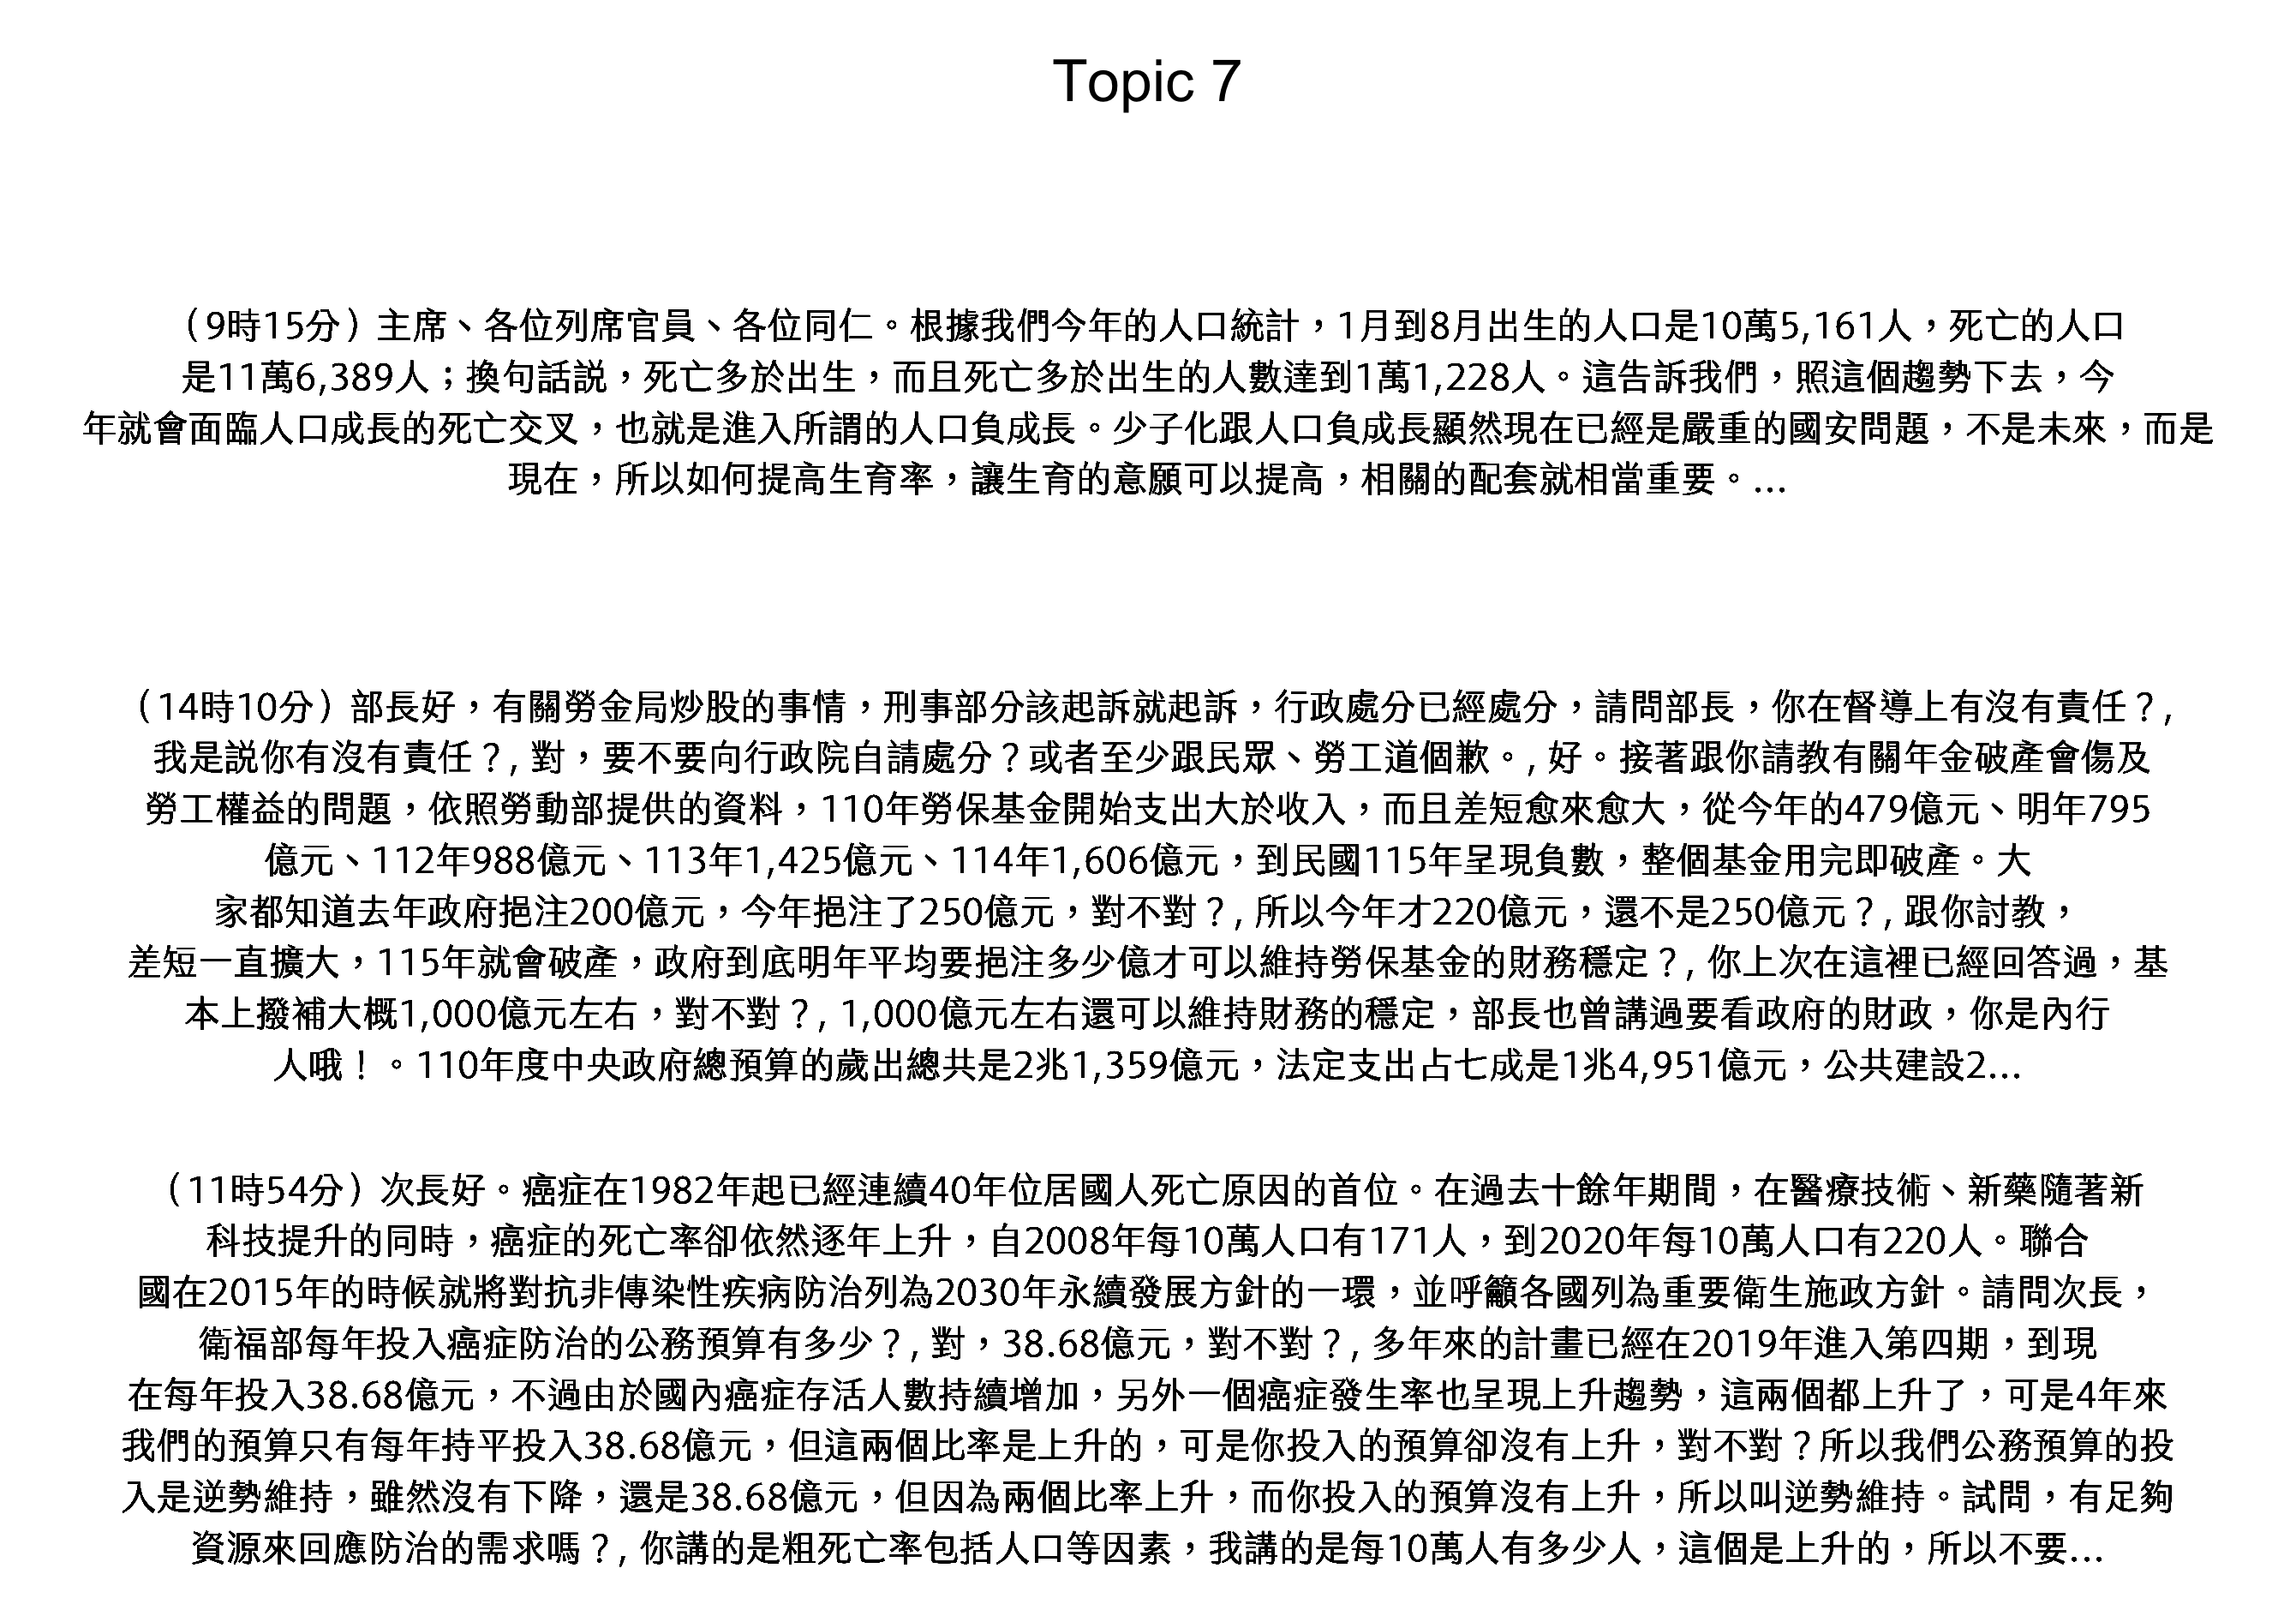 Topic 7
（9時15分）主席、各位列席官員、各位同仁。根據我們今年的人口統計，1月到8月出生的人口是10萬5,161人，死亡的人口
是11萬6,389人；換句話説，死亡多於出生，而且死亡多於出生的人數達到1萬1,228人。這告訴我們，照這個趨勢下去，今
年就會面臨人口成長的死亡交叉，也就是進入所謂的人口負成長。少子化跟人口負成長顯然現在已經是嚴重的國安問題，不是未來，而是
現在，所以如何提高生育率，讓生育的意願可以提高，相關的配套就相當重要。...
（14時10分）部長好，有關勞金局炒股的事情，刑事部分該起訴就起訴，行政處分已經處分，請問部長，你在督導上有沒有責任？,
我是説你有沒有責任？, 對，要不要向行政院自請處分？或者至少跟民眾、勞工道個歉。, 好。接著跟你請教有關年金破產會傷及
勞工權益的問題，依照勞動部提供的資料，110年勞保基金開始支出大於收入，而且差短愈來愈大，從今年的479億元、明年795
億元、112年988億元、113年1,425億元、114年1,606億元，到民國115年呈現負數，整個基金用完即破產。大
家都知道去年政府挹注200億元，今年挹注了250億元，對不對？, 所以今年才220億元，還不是250億元？, 跟你討教，
差短一直擴大，115年就會破產，政府到底明年平均要挹注多少億才可以維持勞保基金的財務穩定？, 你上次在這裡已經回答過，基
本上撥補大概1,000億元左右，對不對？, 1,000億元左右還可以維持財務的穩定，部長也曾講過要看政府的財政，你是內行
人哦！。110年度中央政府總預算的歲出總共是2兆1,359億元，法定支出占七成是1兆4,951億元，公共建設2...
（11時54分）次長好。癌症在1982年起已經連續40年位居國人死亡原因的首位。在過去十餘年期間，在醫療技術、新藥隨著新
科技提升的同時，癌症的死亡率卻依然逐年上升，自2008年每10萬人口有171人，到2020年每10萬人口有220人。聯合
國在2015年的時候就將對抗非傳染性疾病防治列為2030年永續發展方針的一環，並呼籲各國列為重要衛生施政方針。請問次長，
衛福部每年投入癌症防治的公務預算有多少？, 對，38.68億元，對不對？, 多年來的計畫已經在2019年進入第四期，到現
在每年投入38.68億元，不過由於國內癌症存活人數持續增加，另外一個癌症發生率也呈現上升趨勢，這兩個都上升了，可是4年來
我們的預算只有每年持平投入38.68億元，但這兩個比率是上升的，可是你投入的預算卻沒有上升，對不對？所以我們公務預算的投
入是逆勢維持，雖然沒有下降，還是38.68億元，但因為兩個比率上升，而你投入的預算沒有上升，所以叫逆勢維持。試問，有足夠
資源來回應防治的需求嗎？, 你講的是粗死亡率包括人口等因素，我講的是每10萬人有多少人，這個是上升的，所以不要...